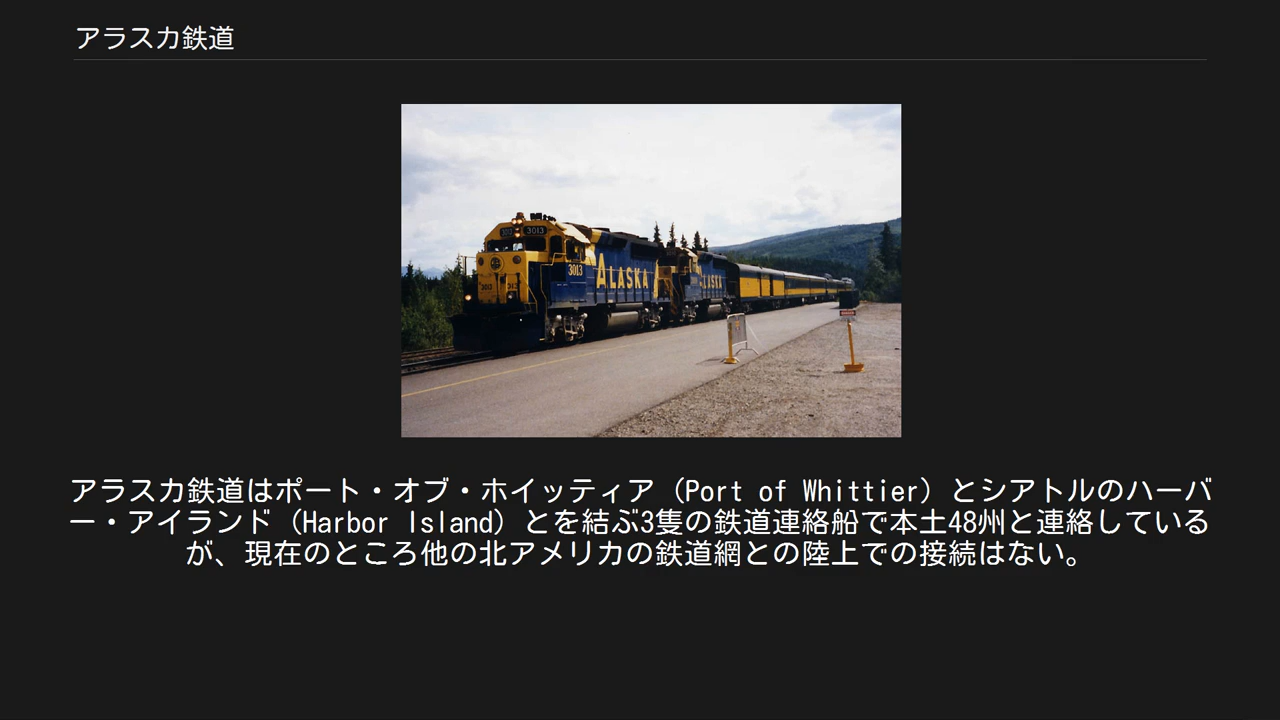 アラスカ鉄道
3013
3013
ALASKA
アラスカ鉄道はポート・オブ・ホイッティア（Port of Whittier）とシアトルのハーバ
ー・アイランド（Harbor Island）とを結ぶ3隻の鉄道連絡船で本土48州と連絡している
が、現在のところ他の北アメリカの鉄道網との陸上での接続はない。